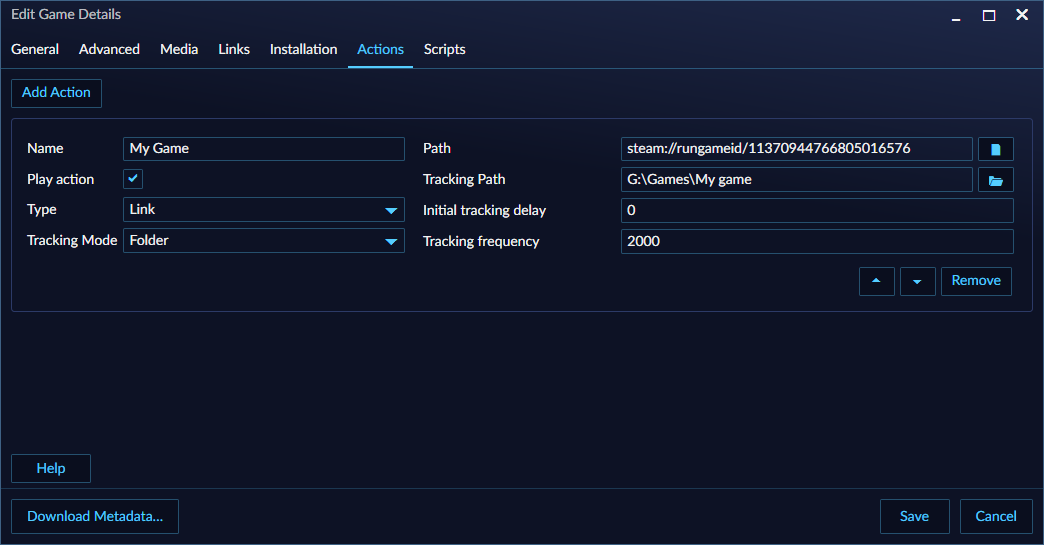 Edit Game Details
General Advanced Media Links Installation Actions Scripts
Add Action
Name My Game Path steam://rungameid/11370944766805016576
Play action Tracking Path G:\Games\My game
Type Link Initial tracking delay 0
Tracking Mode Folder Tracking frequency 2000
Remove
Help
Download Metadata... Save Cancel